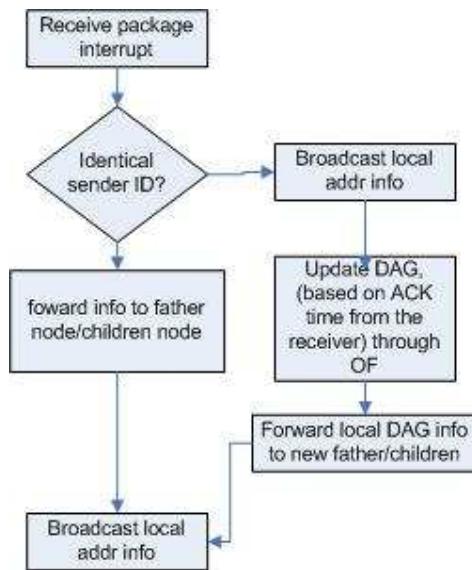 Receive package
interrupt
Identical
sender ID?
Broadcast local
addr info
foward info to father
node/children node
Update DAG,
(based on ACK
time from the
receiver) through
OF
Forward local DAG info
to new father/children
Broadcast local
addr info